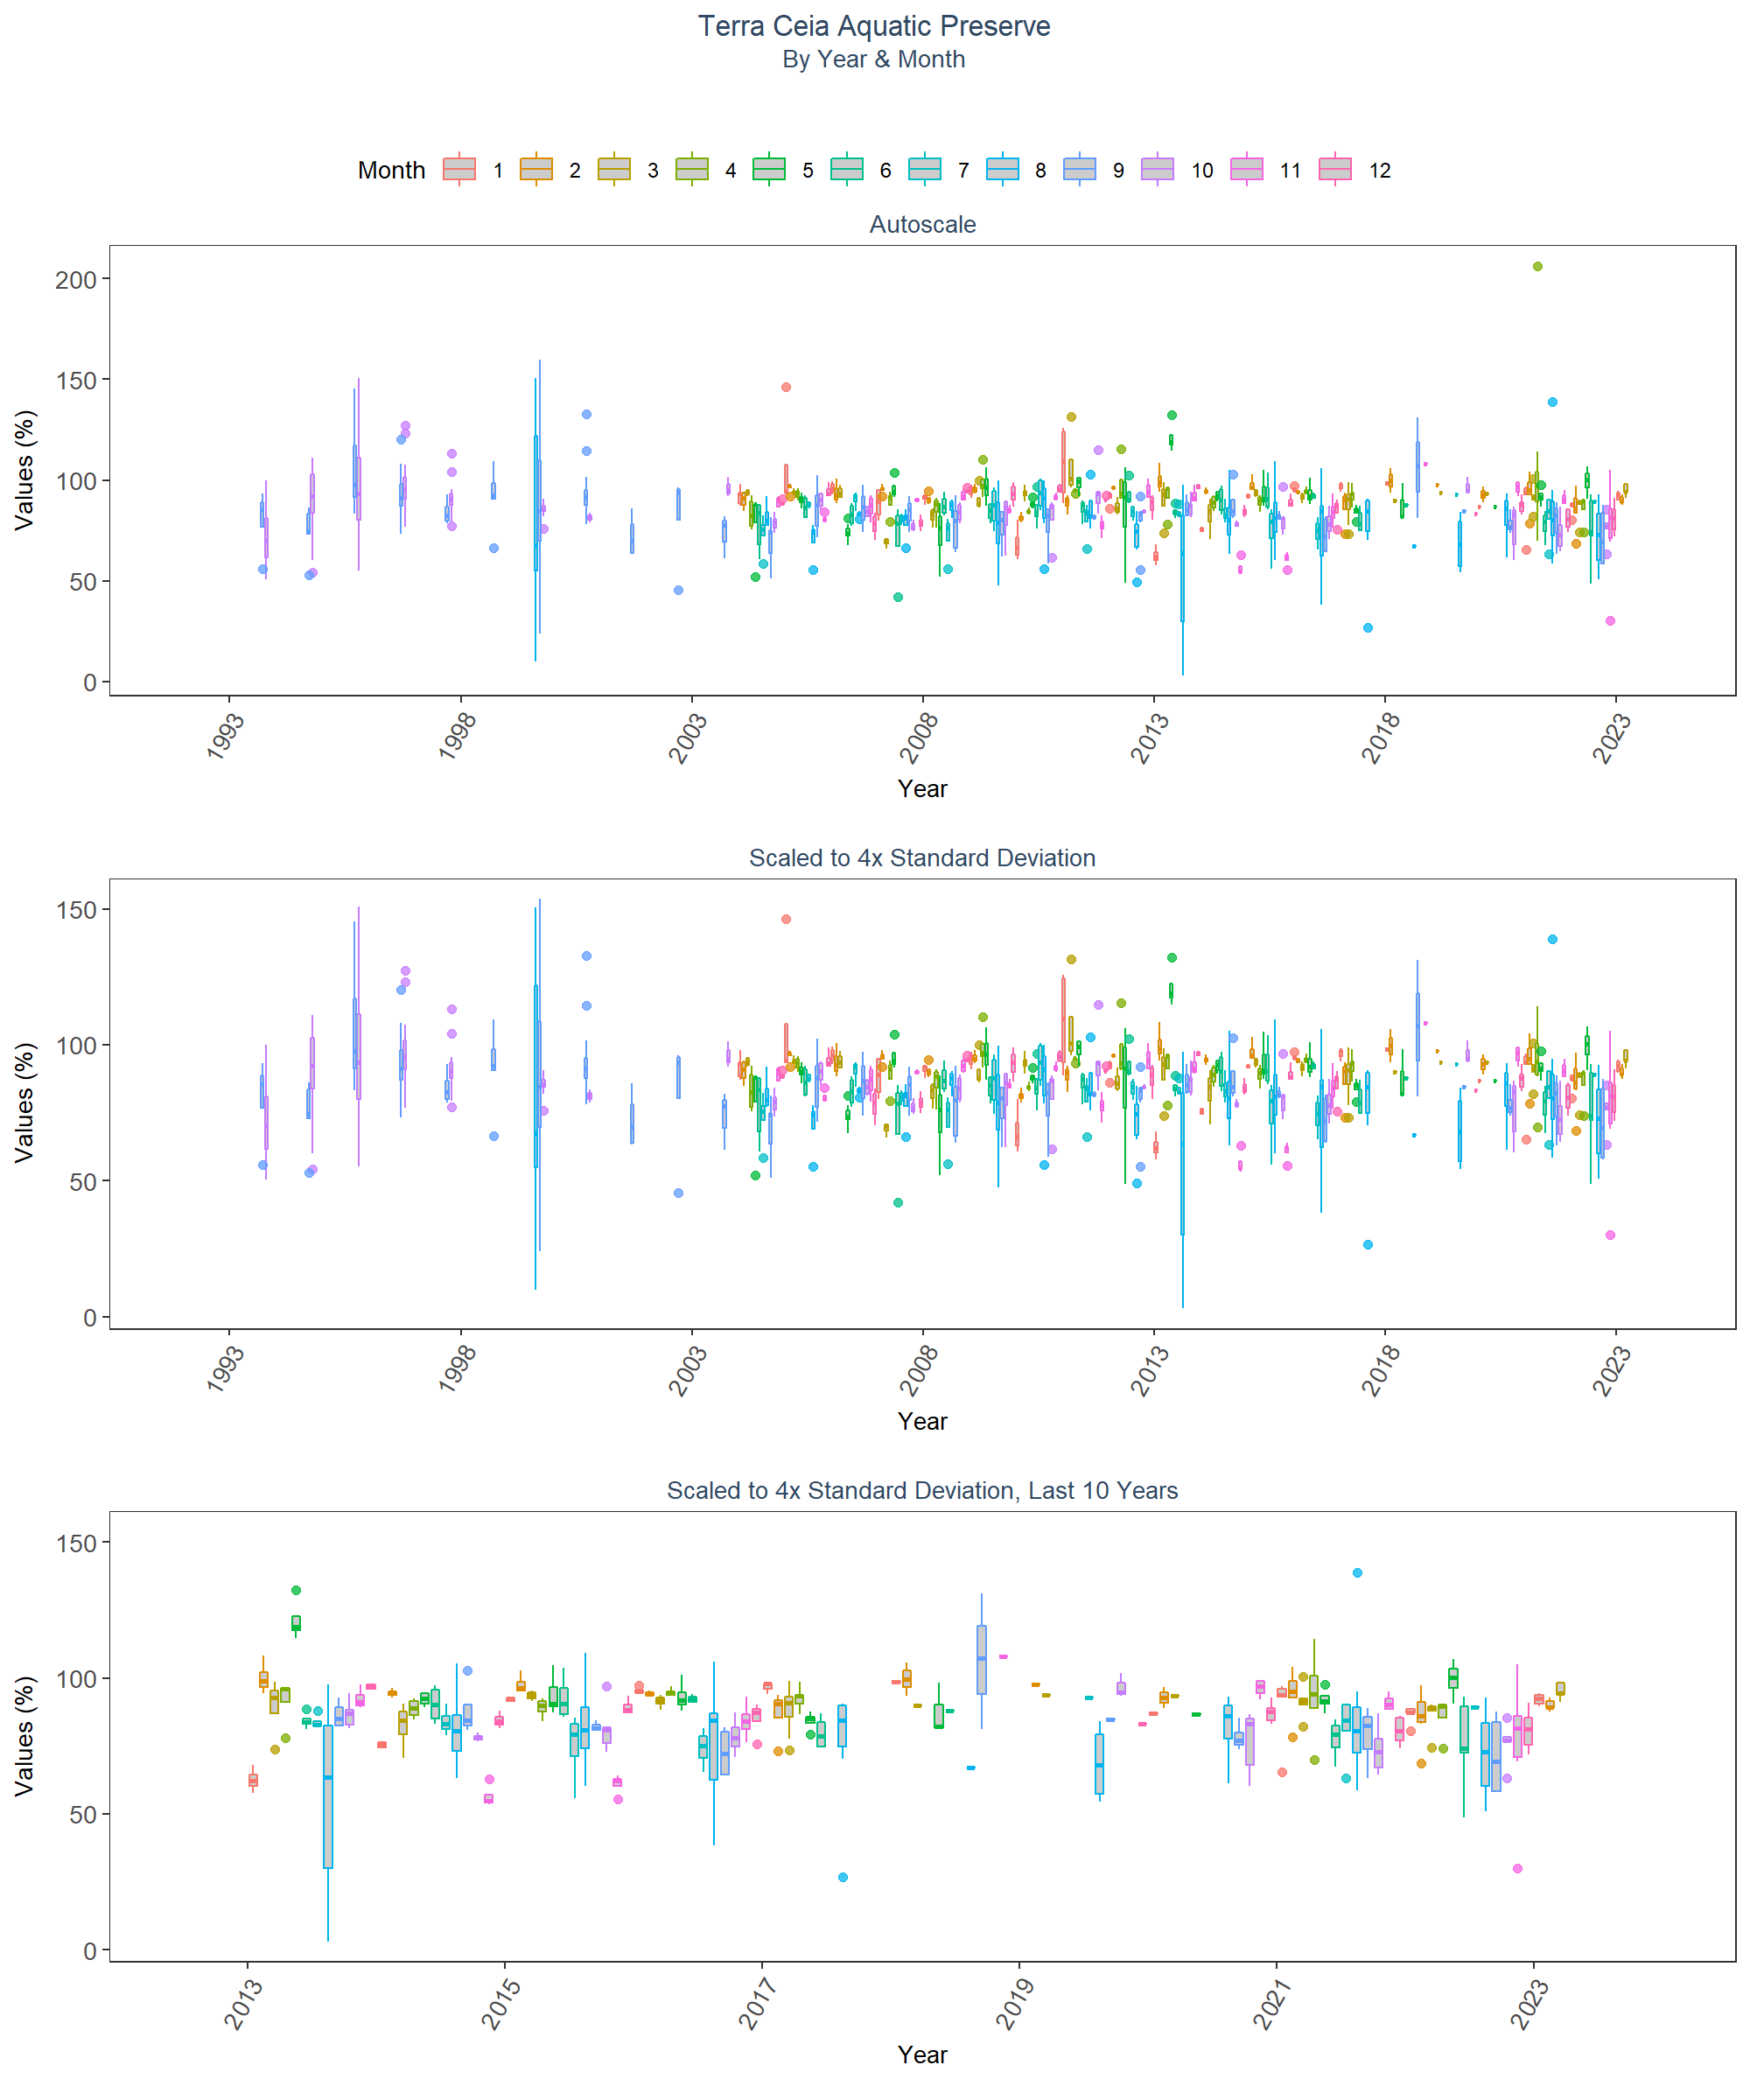 Terra Ceia Aquatic Preserve
By Year & Month
Month 1 2 3 4 5 6 7 8 9 10 11 12
Autoscale
Values (%)
200
150
100
50
0
1993 1998 2003 2008 2013 2018 2023
Year
Scaled to 4x Standard Deviation
Values (%)
150
100
50
0
1993 1998 2003 2008 2013 2018 2023
Year
Scaled to 4x Standard Deviation, Last 10 Years
Values (%)
150
100
50
0
2013 2015 2017 2019 2021 2023
Year